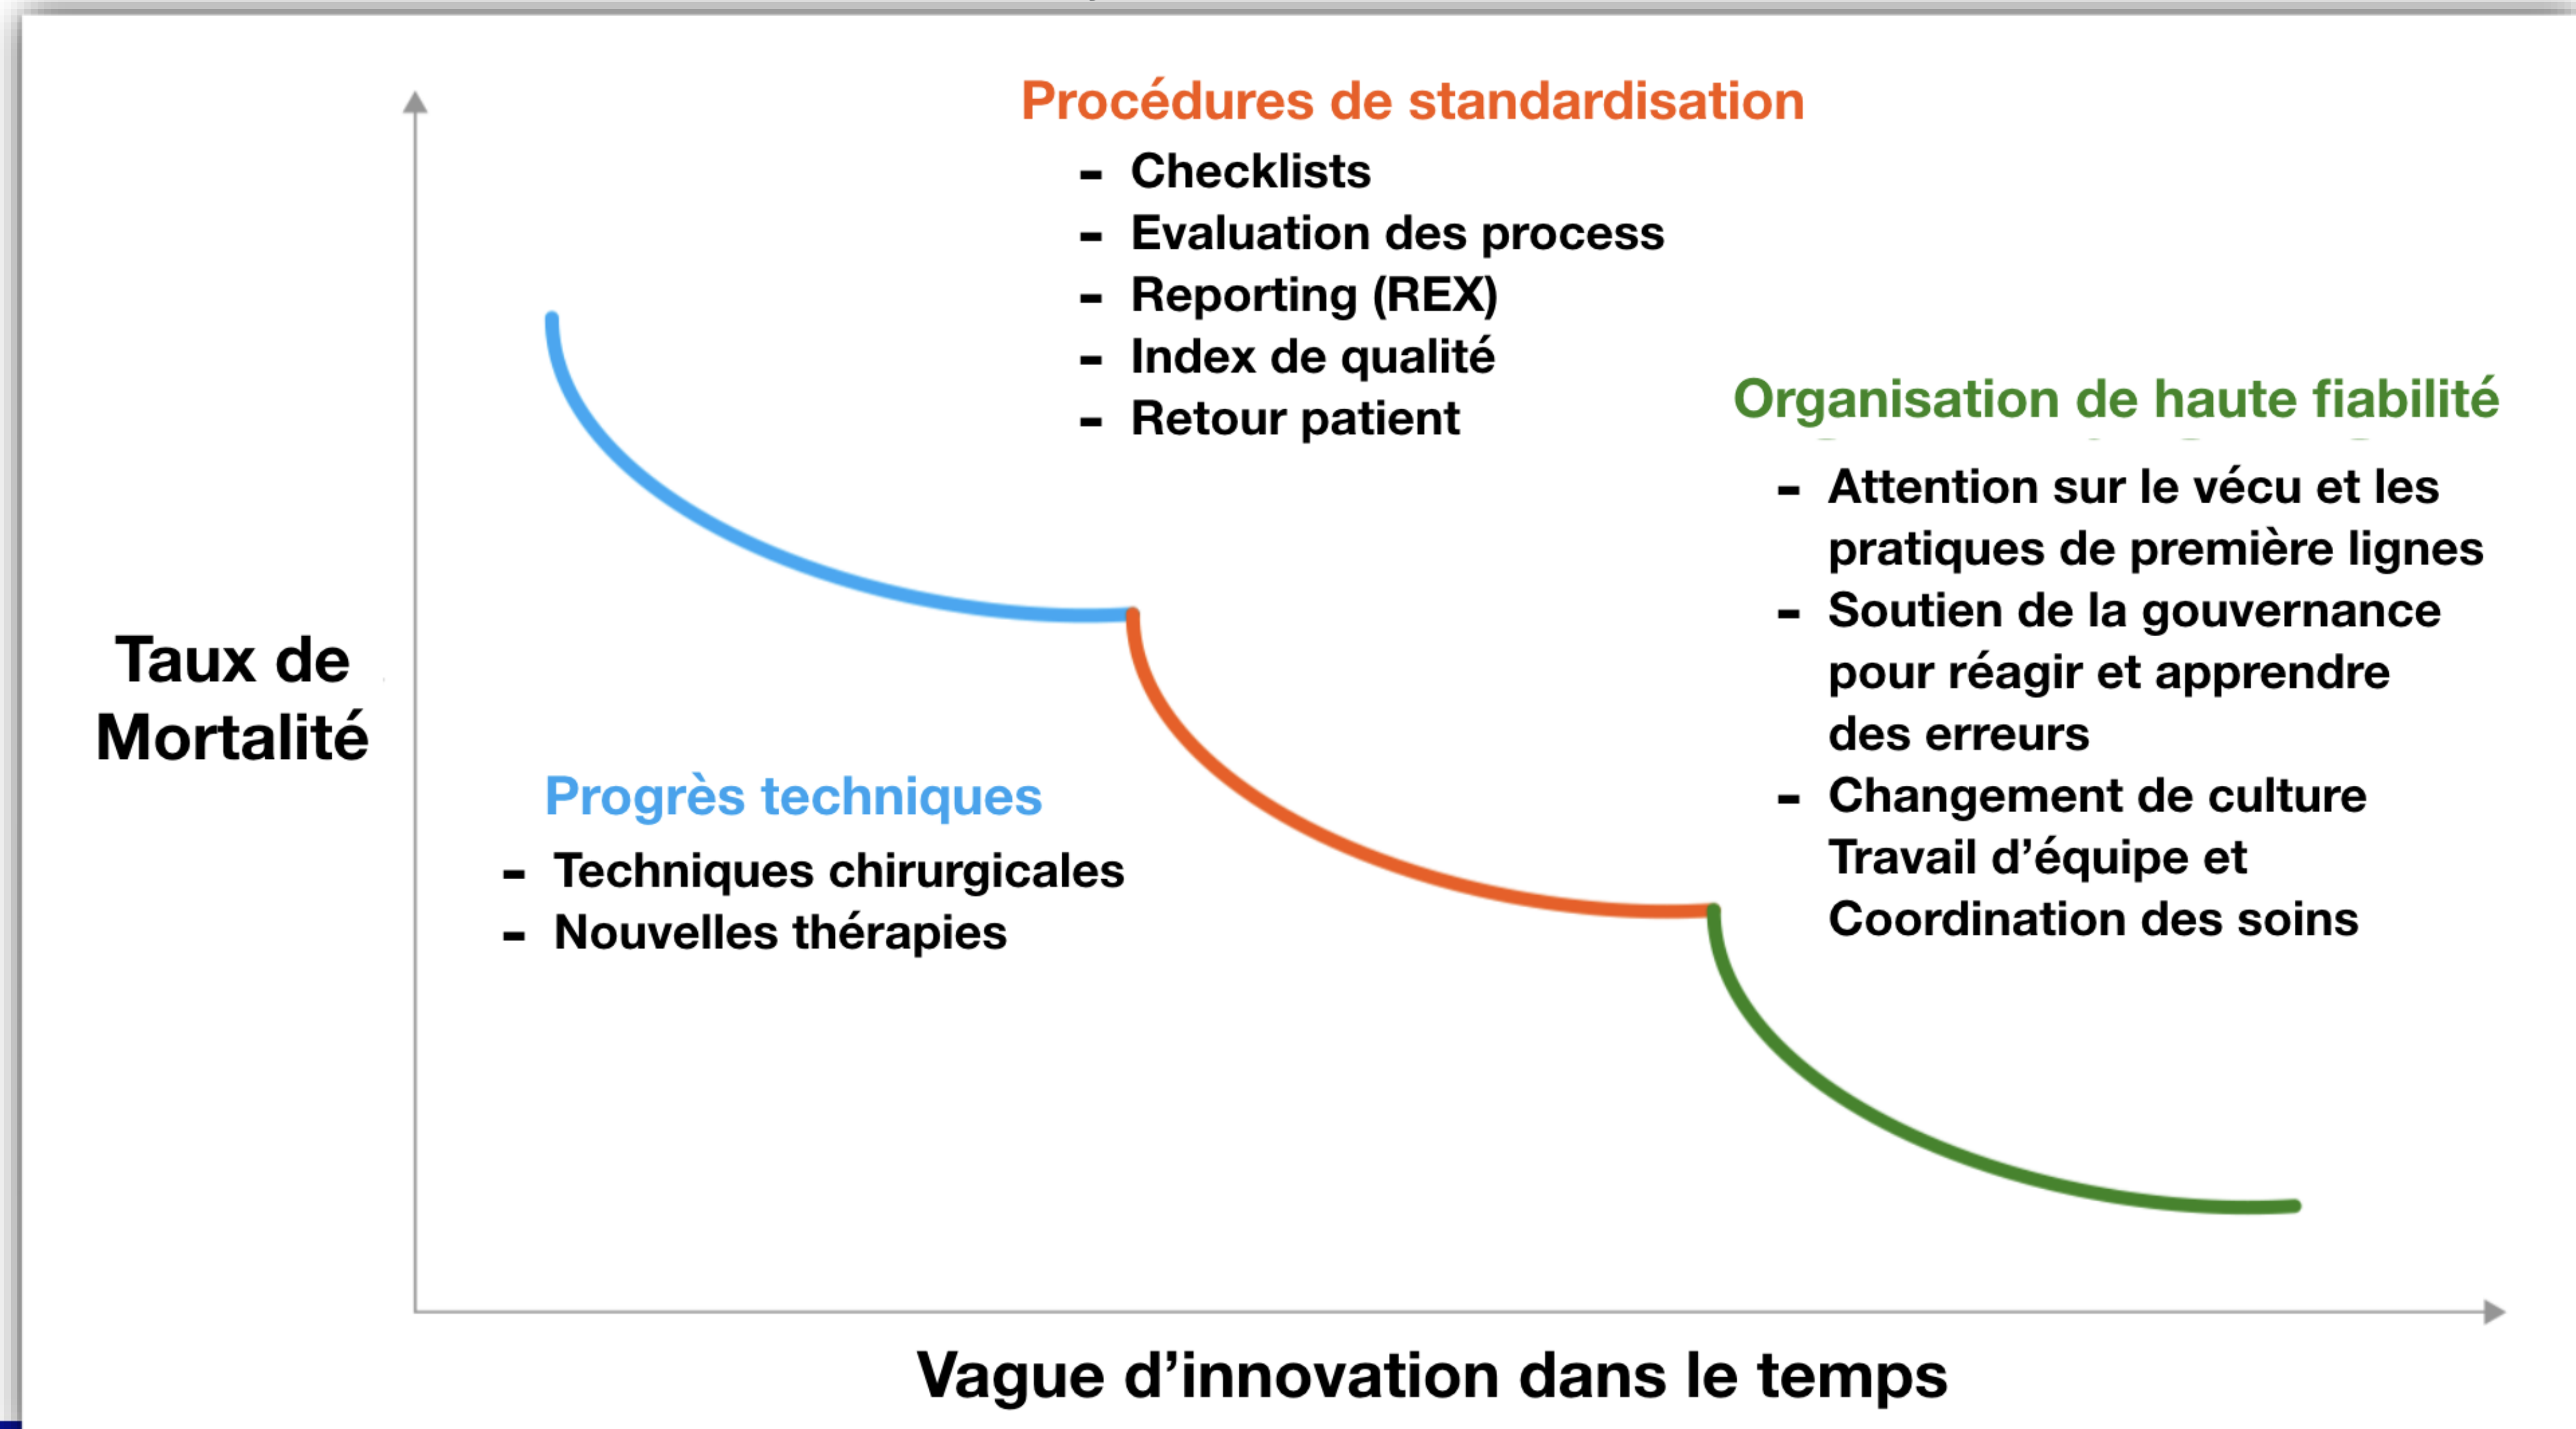 Procédures de standardisation
- Checklists
- Evaluation des process
- Reporting (REX)
- Index de qualité
- Retour patient
Organisation de haute fiabilité
- Attention sur le vécu et les
pratiques de première lignes
- Soutien de la gouvernance
pour réagir et apprendre
des erreurs
- Changement de culture
Travail d’équipe et
Coordination des soins
Taux de
Mortalité
Progrès techniques
- Techniques chirurgicales
- Nouvelles thérapies
Vague d’innovation dans le temps